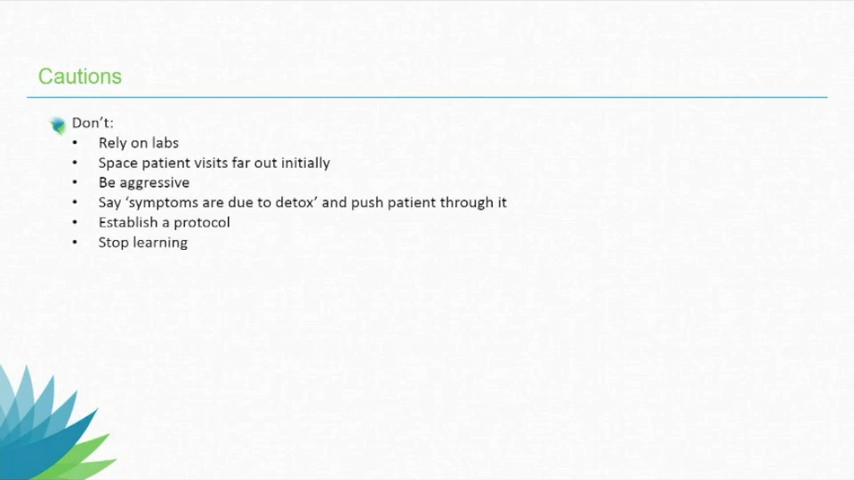 Cautions
Don't:
• Rely on labs
• Space patient visits far out initially
• Be aggressive
• Say ‘symptoms are due to detox’ and push patient through it
• Establish a protocol
• Stop learning